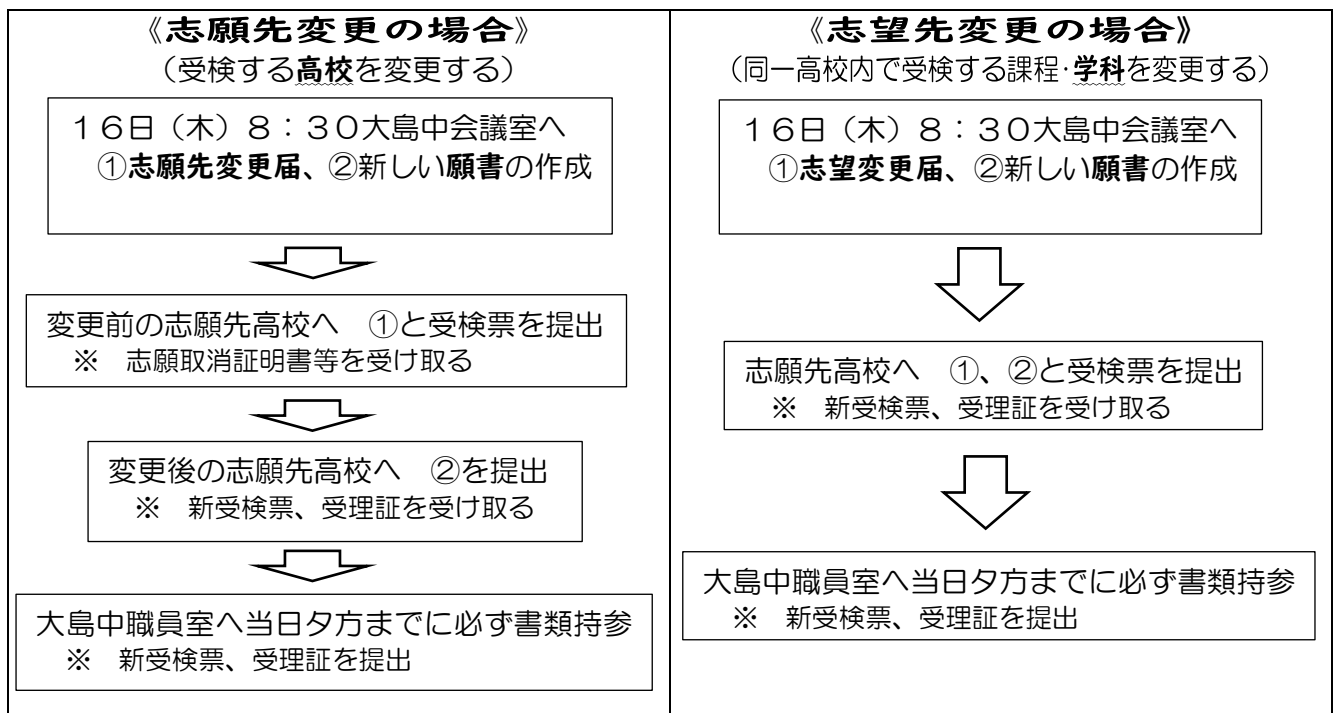 《志願先変更の場合》
（受検する高校を変更する）
１６日（木）８：３０大島中会議室へ
①志願先変更届、②新しい願書の作成
変更前の志願先高校へ　①と受検票を提出
※　志願取消証明書等を受け取る
変更後の志願先高校へ　②を提出
※　新受検票、受理証を受け取る
大島中職員室へ当日夕方までに必ず書類持参
※　新受検票、受理証を提出
《志望先変更の場合》
（同一高校内で受検する課程・学科を変更する）
１６日（木）８：３０大島中会議室へ
①志望変更届、②新しい願書の作成
志願先高校へ　①、②と受検票を提出
※　新受検票、受理証を受け取る
大島中職員室へ当日夕方までに必ず書類持参
※　新受検票、受理証を提出